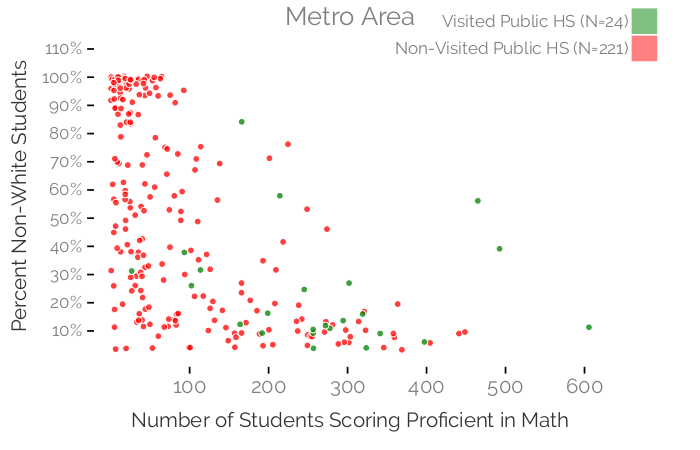 Metro Area
Visited Public HS (N=24)
Non-Visited Public HS (N=221)
Percent Non-White Students
110%
100%
90%
80%
70%
60%
50%
40%
30%
20%
10%
100 200 300 400 500 600
Number of Students Scoring Proficient in Math